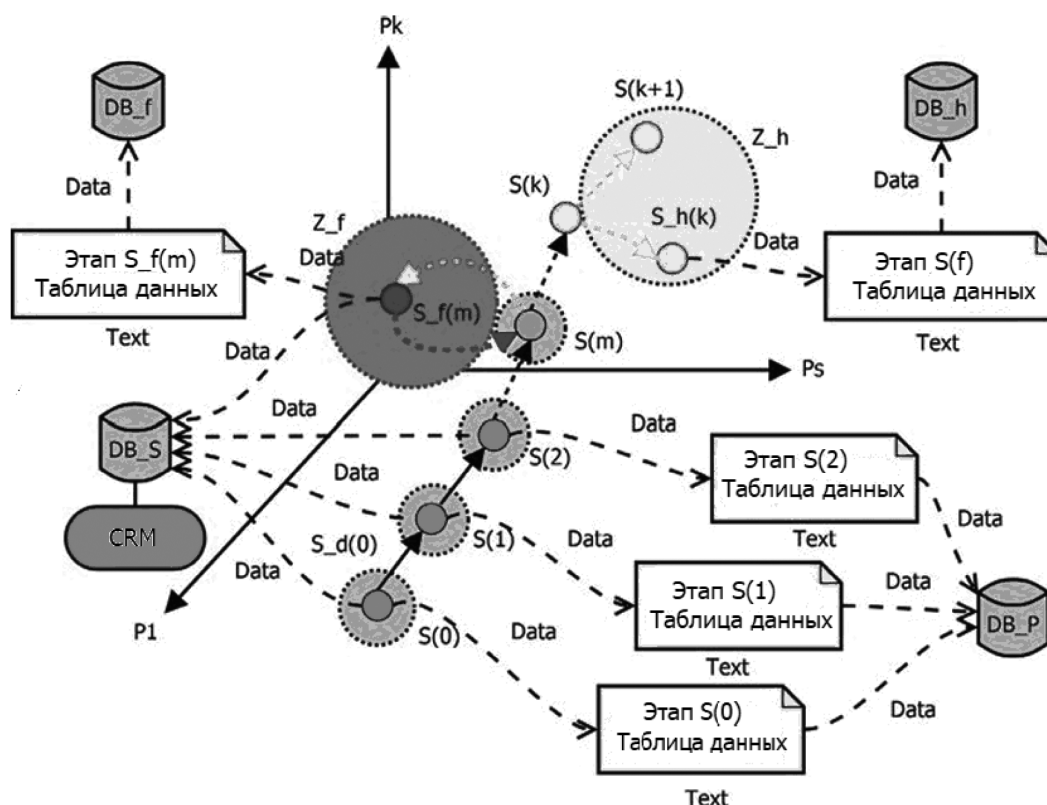 Pk
S(k+1)
DB_f
DB_h
Z_h
Data
Data
S(k)
Z_f
S_h(k)
Data
Data
Этап S_f(m)
Таблица данных
Этап S(f)
Таблица данных
S_f(m)
Text
S(m)
Text
Data
Ps
Data
Data
DB_S
S(2)
Этап S(2)
Таблица данных
Data
Data
CRM
S_d(0)
S(1)
Text
Data
Data
Этап S(1)
Таблица данных
Data
P1
S(0)
Data
DB_P
Text
Этап S(0)
Таблица данных
Data
Text